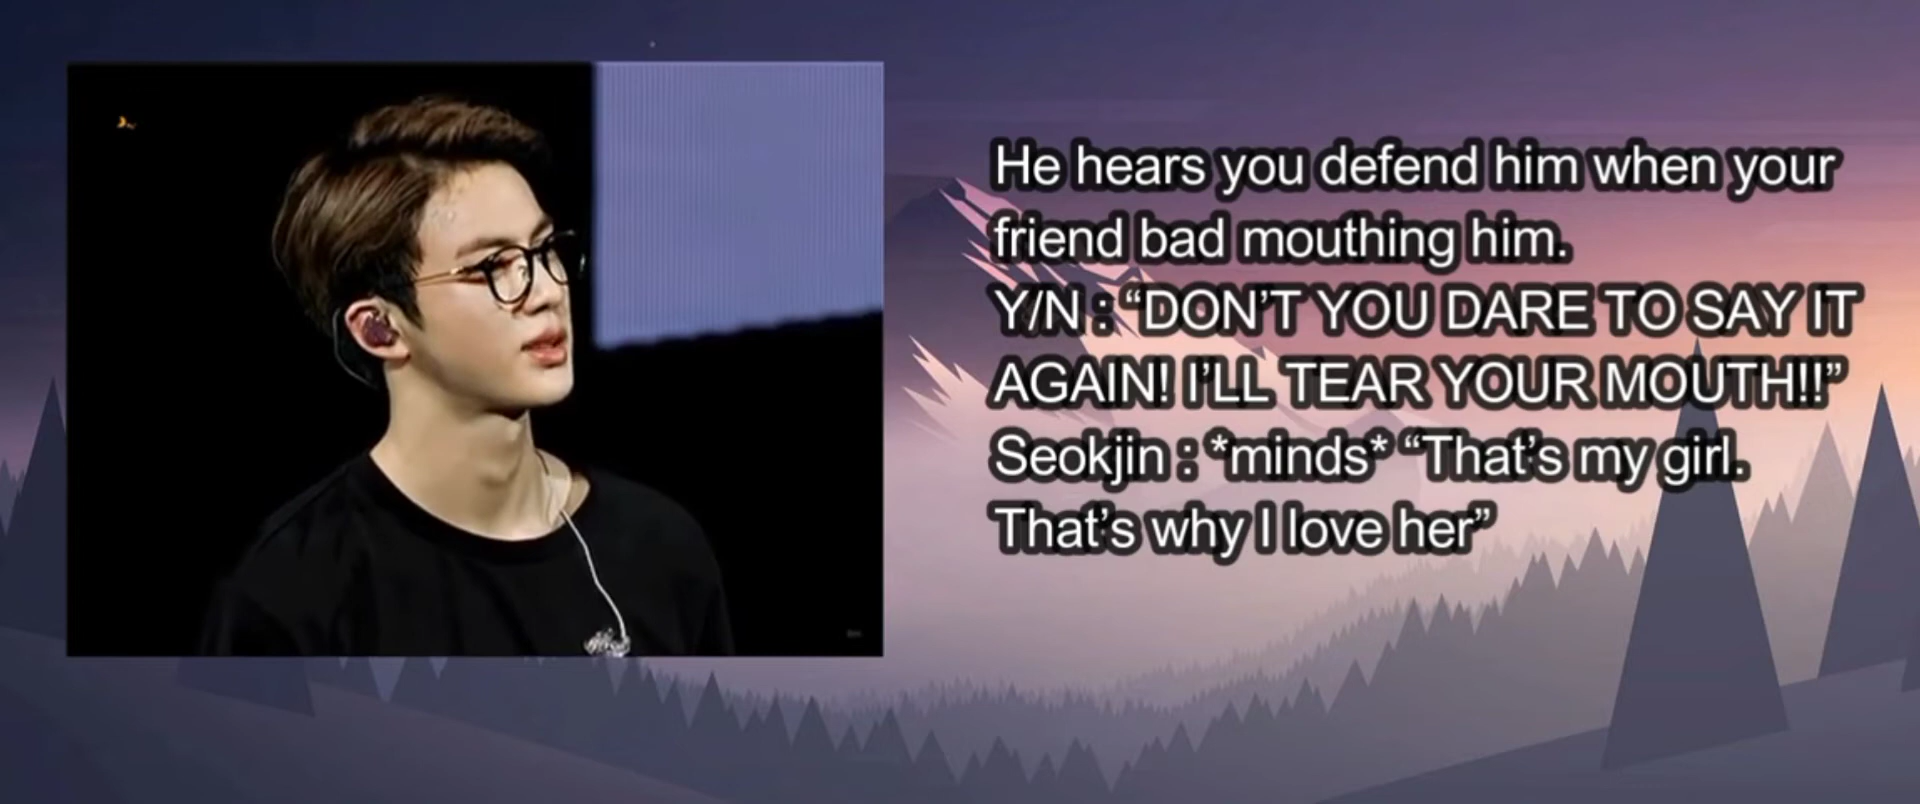 He hears you defend him when your
friend bad mouthing him.
Y/N : “DON’T YOU DARE TO SAY IT
AGAIN! I’LL TEAR YOUR MOUTH!!”
Seokjin : *minds* “That’s my girl.
That’s why I love her”